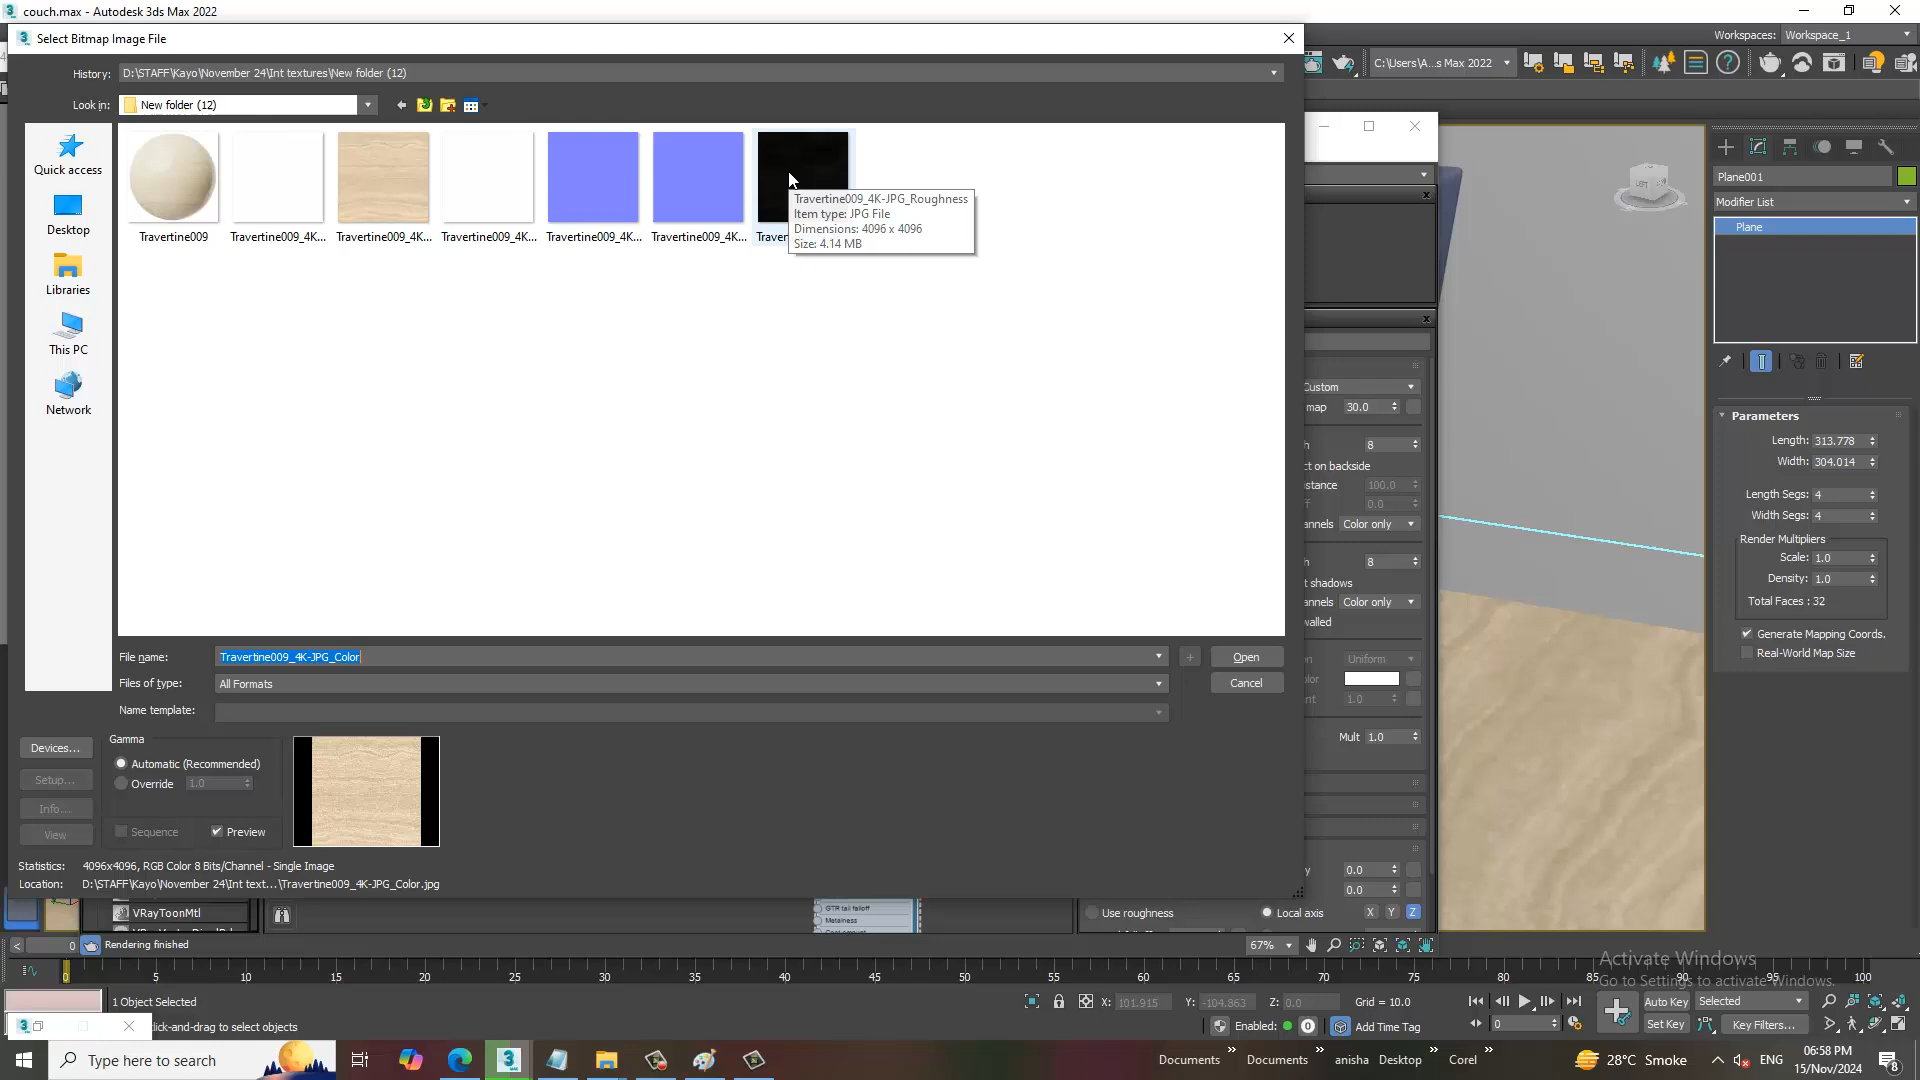 couch.max - Autodesk 3ds Max 2022
Select Bitmap Image File
Workspaces: Workspace_1
History: D:\STAFF\Kayo\November 24\Int textures\New folder (12)
C:\Users\A...s Max 2022
Look in: New folder (12)
Quick access
Desktop
Libraries
This PC
Network
Travertine009
Travertine009_4K...
Travertine009_4K...
Travertine009_4K...
Travertine009_4K...
Travertine009_4K...
Travertine009_4K-JPG_Roughness
Item type: JPG File
Dimensions: 4096 x 4096
Size: 4.14 MB
File name: Travertine009_4K-JPG_Color
Open
Files of type: All Formats
Cancel
Name template:
Devices...
Setup...
Info...
View
Gamma
Automatic (Recommended)
Override 1.0
Sequence
Preview
Statistics: 4096x4096, RGB Color 8 Bits/Channel - Single Image
Location: D:\STAFF\Kayo\November 24\Int text...\Travertine009_4K-JPG_Color.jpg
Custom
map 30.0
8
ct on backside
stance 100.0
0.0
annels Color only
8
t shadows
annels Color only
walled
Uniform
1.0
Mult 1.0
0.0
0.0
Use roughness
Local axis X Y Z
Plane001
Modifier List
Plane
Parameters
Length: 313.778
Width: 304.014
Length Segs: 4
Width Segs: 4
Render Multipliers
Scale: 1.0
Density: 1.0
Total Faces : 32
Generate Mapping Coords.
Real-World Map Size
VRayToonMtl
GTR tail falloff
Metalness
67%
0
Rendering finished
0 5 10 15 20 25 30 35 40 45 50 55 60 65 70 75 80 85 90 95 100
Activate Windows
Go to Settings to activate Windows.
1 Object Selected
X: 101.915 Y: -104.863 Z: 0.0 Grid = 10.0
Auto Key Selected
click-and-drag to select objects
Enabled: 0 Add Time Tag
0
Set Key Key Filters...
Type here to search
Documents Documents anisha Desktop Corel
28°C Smoke
ENG
06:58 PM
15/Nov/2024
8